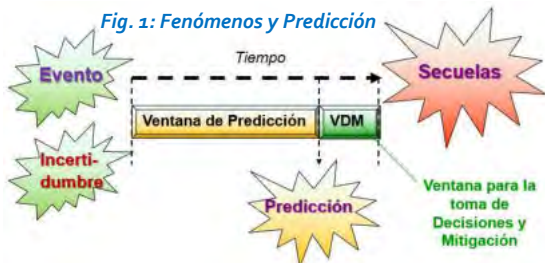 Fig. 1: Fenómenos y Predicción
Evento
Tiempo
Secuelas
Ventana de Predicción
VDM
Incerti-
dumbre
Predicción
Ventana para la
toma de
Decisiones y
Mitigación